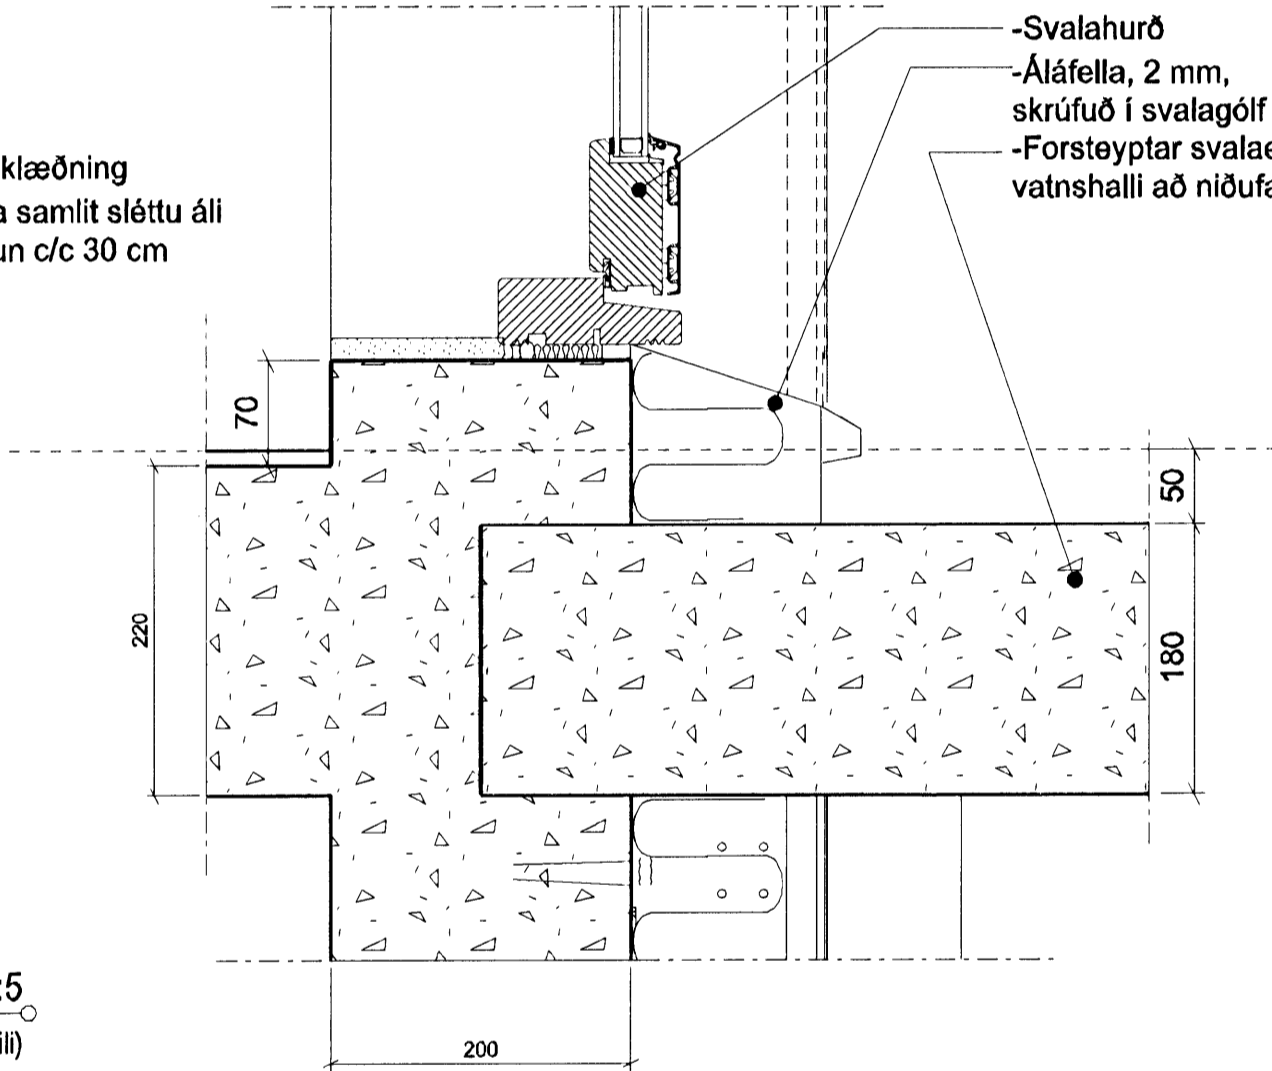 -Svalahurð
-Áláfella, 2 mm,
skrúfuð í svalagólf
-Forsteyptar svalae
vatnshalli að niðufa
klæðning
a samlit sléttu áli
un c/c 30 cm
70
50
220
180
:5
ili)
200